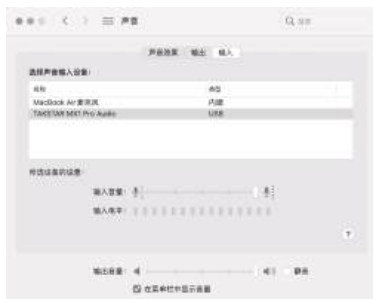 声音
搜索
声音效果 输出 输入
选择声音输入设备:
名称 类型
MacBook Air麦克风 内建
TAKSTAR MX1 Pro Audio USB
所选设备的设置:
输入音量:
输入电平:
?
输出音量: 静音
在菜单栏中显示音量